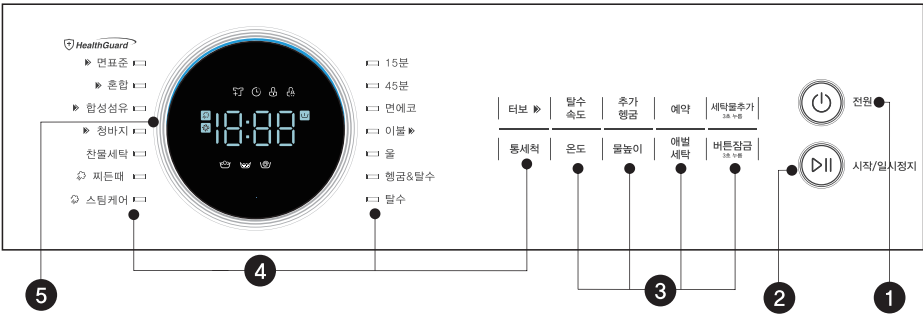 HealthGuard
면표준
혼합
합성섬유
청바지
찬물세탁
찌든때
스팀케어
18:88
15분
45분
면에코
이불
울
헹굼&탈수
탈수
터보
탈수
속도
추가
헹굼
예약
세탁물추가
3초 누름
통세척
온도
물높이
애벌
세탁
버튼잠금
3초 누름
전원
시작/일시정지
5
4
3
2
1